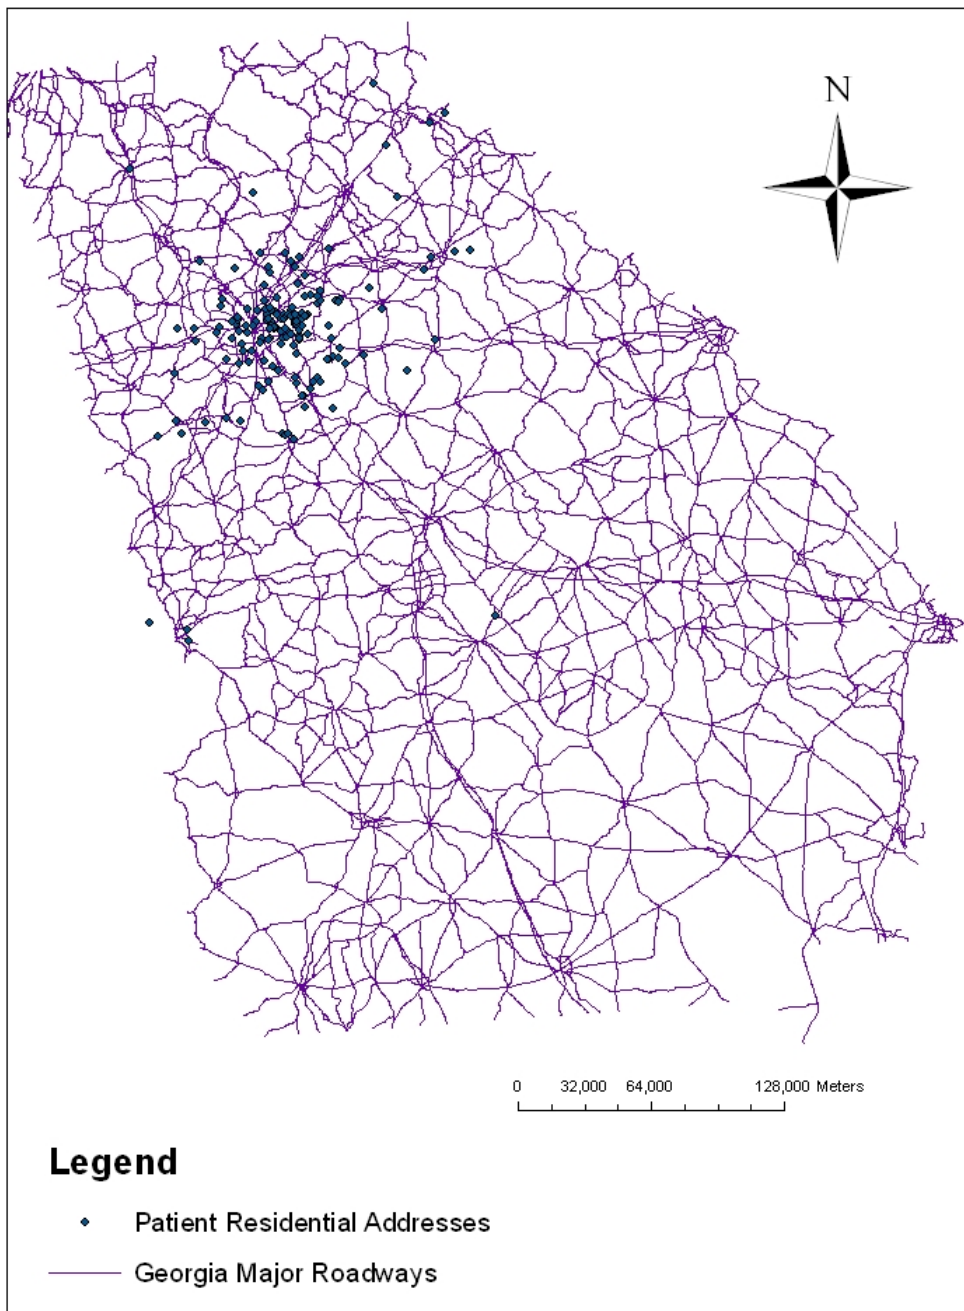 N
0 32,000 64,000 128,000 Meters
Legend
Patient Residential Addresses
Georgia Major Roadways